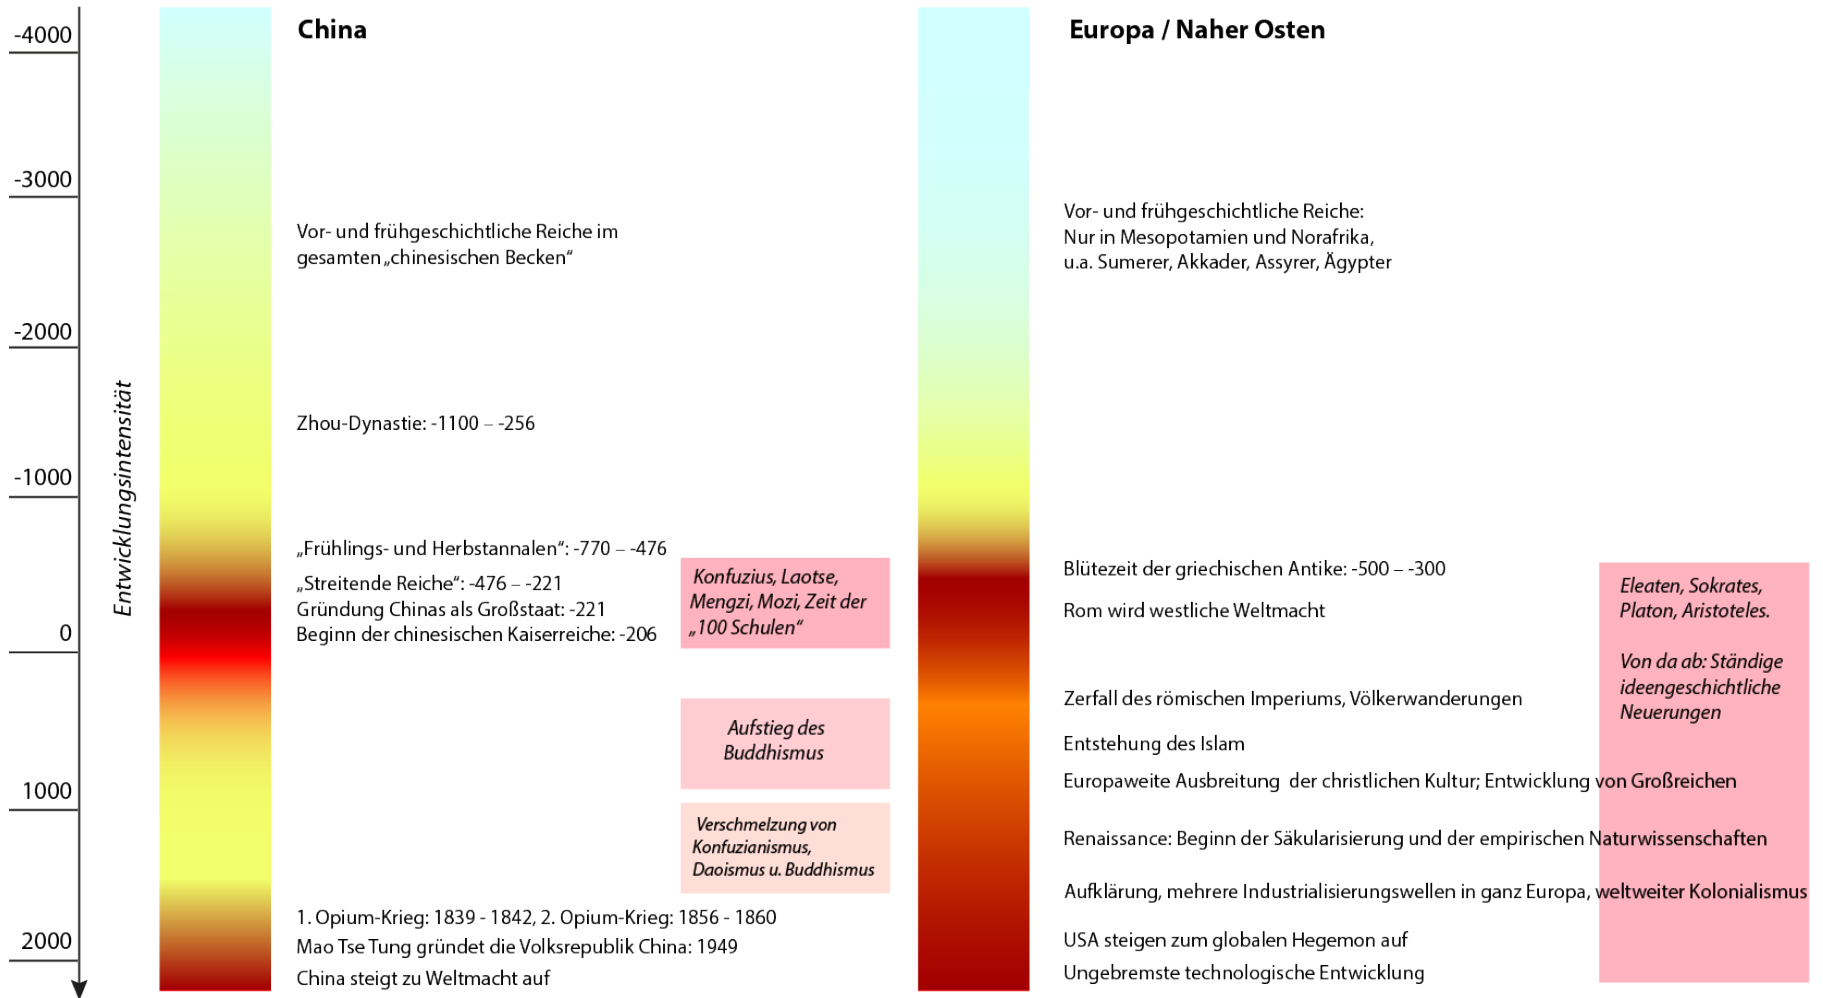 -4000
-3000
-2000
-1000
0
1000
2000
Entwicklungsintensität
China
Vor- und frühgeschichtliche Reiche im
gesamten „chinesischen Becken“
Zhou-Dynastie: -1100 – -256
„Frühlings- und Herbstannalen“: -770 – -476
„Streitende Reiche“: -476 – -221
Gründung Chinas als Großstaat: -221
Beginn der chinesischen Kaiserreiche: -206
Konfuzius, Laotse,
Mengzi, Mozi, Zeit der
„100 Schulen“
Aufstieg des
Buddhismus
Verschmelzung von
Konfuzianismus,
Daoismus u. Buddhismus
1. Opium-Krieg: 1839 - 1842, 2. Opium-Krieg: 1856 - 1860
Mao Tse Tung gründet die Volksrepublik China: 1949
China steigt zu Weltmacht auf
Europa / Naher Osten
Vor- und frühgeschichtliche Reiche:
Nur in Mesopotamien und Norafrika,
u.a. Sumerer, Akkader, Assyrer, Ägypter
Blütezeit der griechischen Antike: -500 – -300
Rom wird westliche Weltmacht
Zerfall des römischen Imperiums, Völkerwanderungen
Entstehung des Islam
Europaweite Ausbreitung  der christlichen Kultur; Entwicklung von Großreichen
Renaissance: Beginn der Säkularisierung und der empirischen Naturwissenschaften
Aufklärung, mehrere Industrialisierungswellen in ganz Europa, weltweiter Kolonialismus
USA steigen zum globalen Hegemon auf
Ungebremste technologische Entwicklung
Eleaten, Sokrates,
Platon, Aristoteles.
Von da ab: Ständige
ideengeschichtliche
Neuerungen